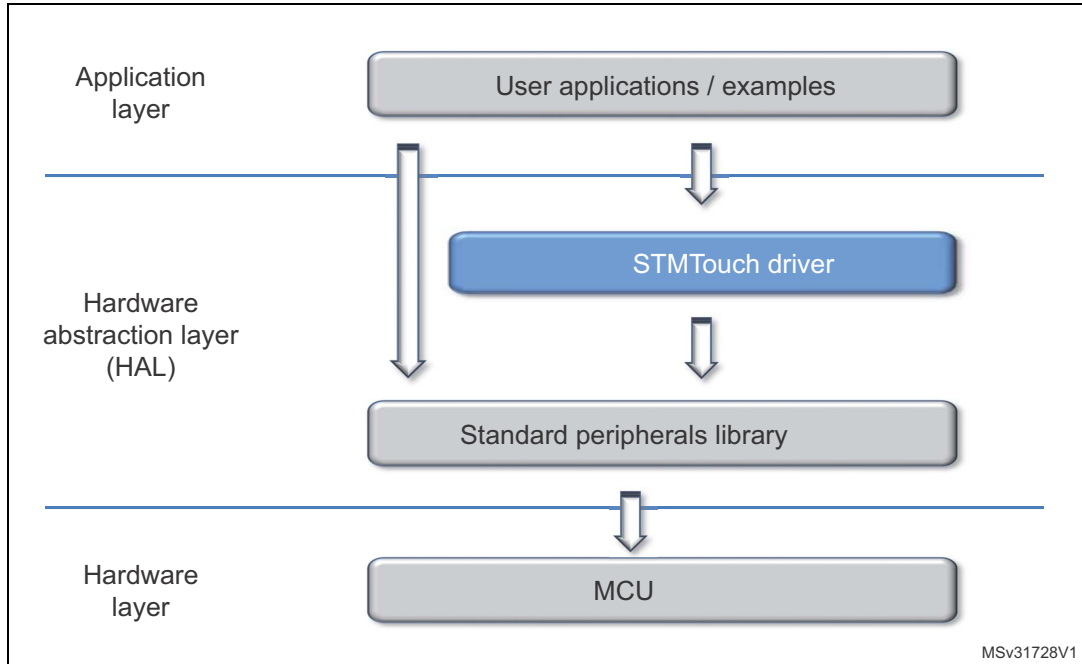 Application
layer
User applications / examples
STMTouch driver
Hardware
abstraction layer
(HAL)
Standard peripherals library
Hardware
layer
MCU
MSv31728V1